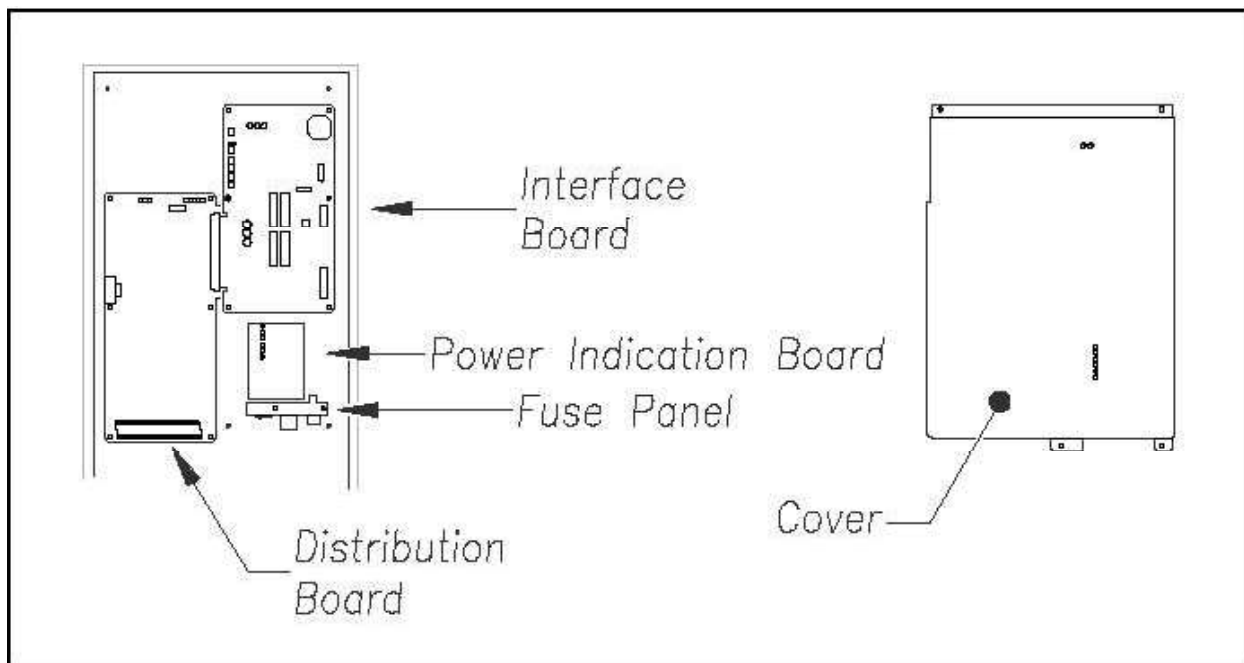 Interface
Board
Power Indication Board
Fuse Panel
Cover
Distribution
Board